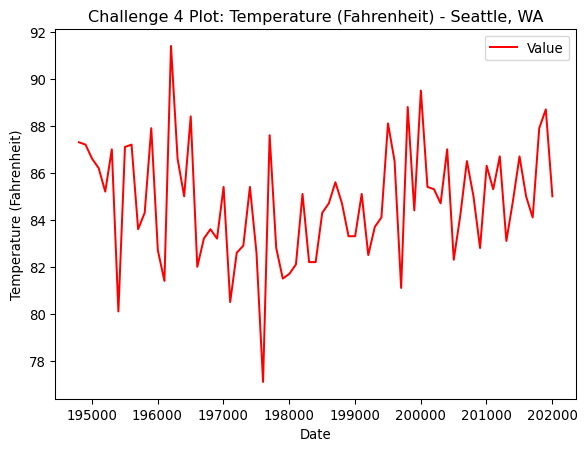 Challenge 4 Plot: Temperature (Fahrenheit) - Seattle, WA
Value
92
90
88
86
84
82
80
78
Temperature (Fahrenheit)
195000 196000 197000 198000 199000 200000 201000 202000
Date